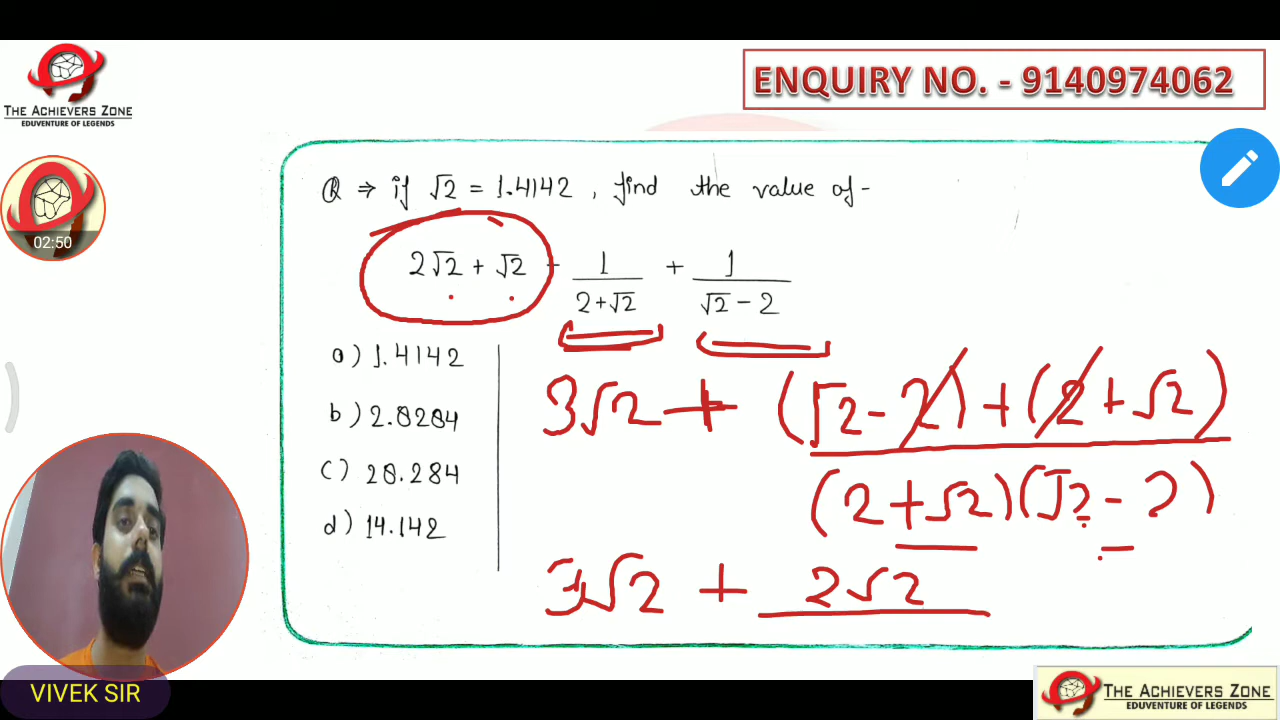 THE ACHIEVERS ZONE
EDUVENTURE OF LEGENDS
ENQUIRY NO. - 9140974062
02:50
Q ⇒ if √2 = 1.4142 , find the value of -
2√2 + √2 + 1/(2+√2) + 1/(√2 - 2)
a) 1.4142
b) 2.8284
c) 28.284
d) 14.142
3√2 + ((√2 - 2) + (2 + √2))/((2 + √2)(√2 - 2))
3√2 + 2√2
VIVEK SIR
THE ACHIEVERS ZONE
EDUVENTURE OF LEGENDS